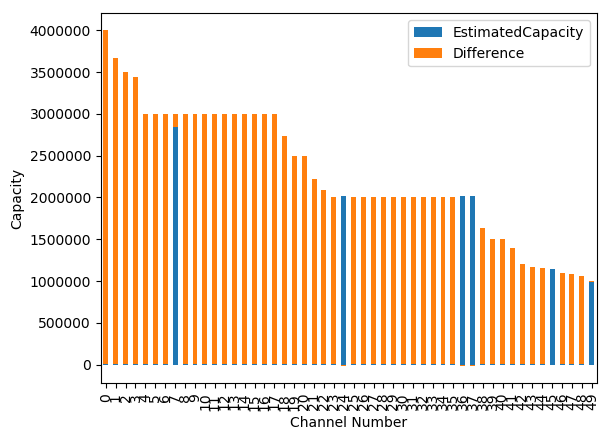 EstimatedCapacity
Difference
4000000
3500000
3000000
2500000
2000000
1500000
1000000
500000
0
Capacity
0 1 2 3 4 5 6 7 8 9 10 11 12 13 14 15 16 17 18 19 20 21 22 23 24 25 26 27 28 29 30 31 32 33 34 35 36 37 38 39 40 41 42 43 44 45 46 47 48 49
Channel Number